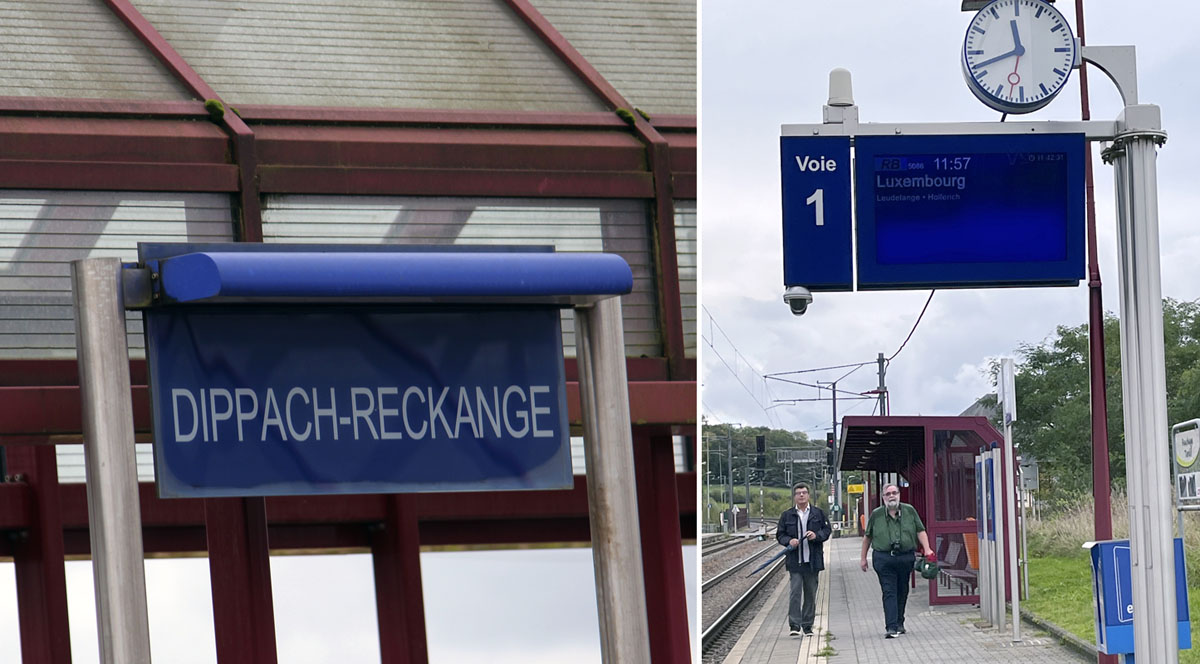 DIPPACH-RECKANGE
Voie
1
RB 11:57
Luxembourg
Leudelange • Hollerich